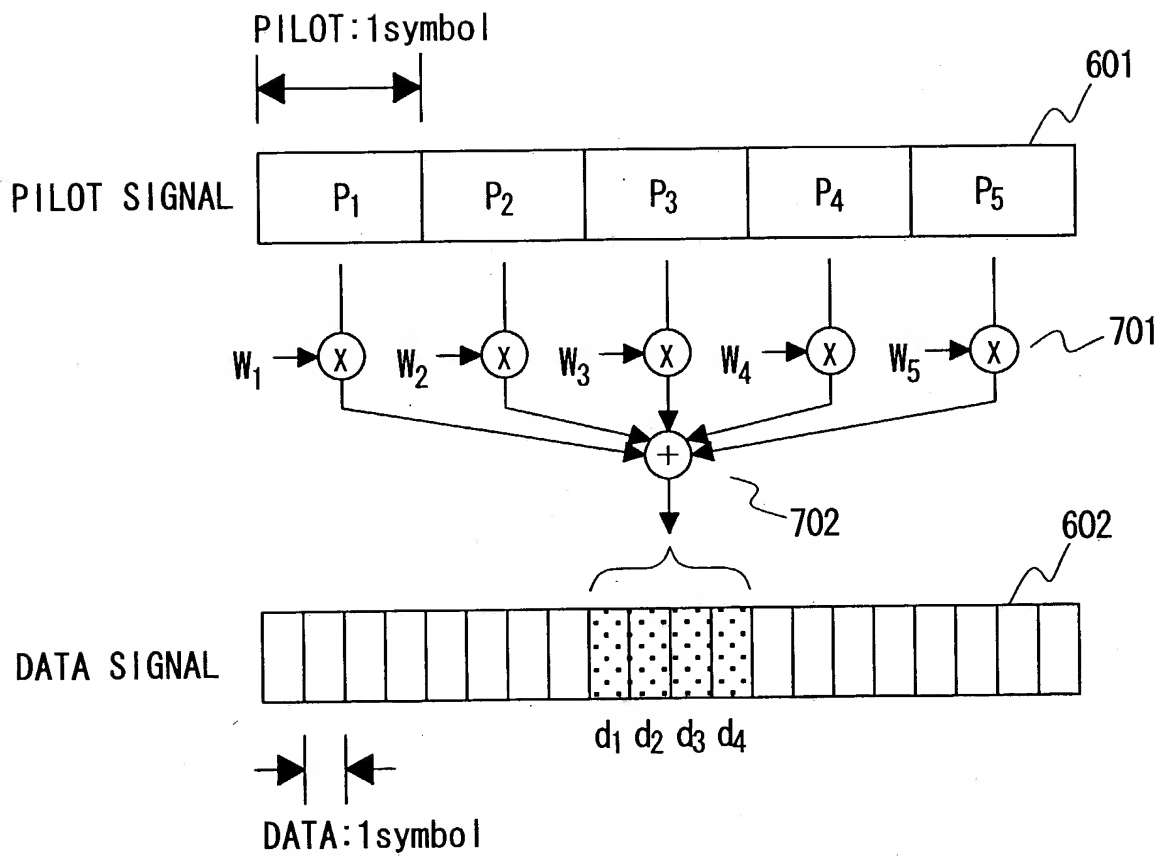 PILOT:1symbol
601
PILOT SIGNAL P₁ P₂ P₃ P₄ P₅
W₁ X W₂ X W₃ X W₄ X W₅ X 701
+
702
602
DATA SIGNAL
d₁ d₂ d₃ d₄
DATA:1symbol